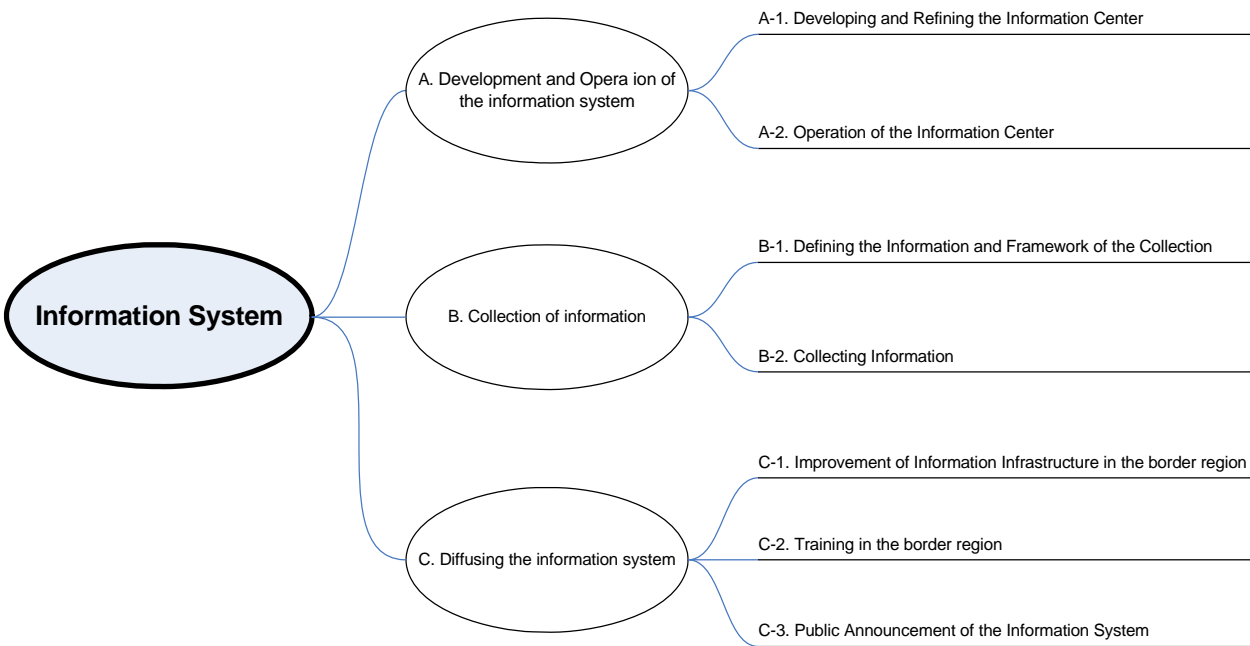 Information System
A. Development and Opera ion of
the information system
A-1. Developing and Refining the Information Center
A-2. Operation of the Information Center
B. Collection of information
B-1. Defining the Information and Framework of the Collection
B-2. Collecting Information
C. Diffusing the information system
C-1. Improvement of Information Infrastructure in the border region
C-2. Training in the border region
C-3. Public Announcement of the Information System